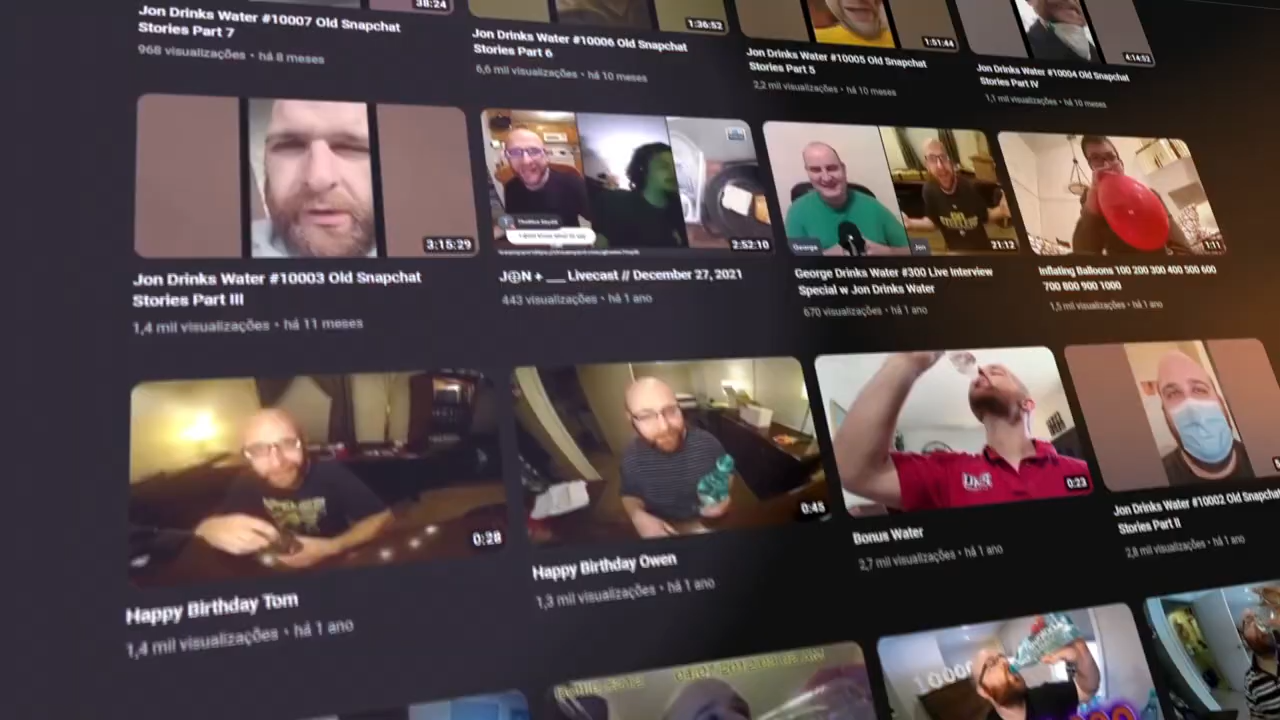 38:24
1:36:52
1:51:44
4:14:52
Jon Drinks Water #10007 Old Snapchat
Stories Part 7
968 visualizações • há 8 meses
Jon Drinks Water #10006 Old Snapchat
Stories Part 6
6,6 mil visualizações • há 10 meses
Jon Drinks Water #10005 Old Snapchat
Stories Part 5
2,2 mil visualizações • há 10 meses
Jon Drinks Water #10004 Old Snapchat
Stories Part IV
1,1 mil visualizações • há 10 meses
3:15:29
2:52:10
George
Jon
21:12
1:11
Jon Drinks Water #10003 Old Snapchat
Stories Part III
1,4 mil visualizações • há 11 meses
J☺N + ___ Livecast // December 27, 2021
443 visualizações • há 1 ano
George Drinks Water #300 Live Interview
Special w Jon Drinks Water
670 visualizações • há 1 ano
Inflating Balloons 100 200 300 400 500 600
700 800 900 1000
1,5 mil visualizações • há 1 ano
0:28
0:45
0:23
Happy Birthday Tom
1,4 mil visualizações • há 1 ano
Happy Birthday Owen
1,3 mil visualizações • há 1 ano
Bonus Water
2,7 mil visualizações • há 1 ano
Jon Drinks Water #10002 Old Snapchat
Stories Part II
2,8 mil visualizações • há 1 ano